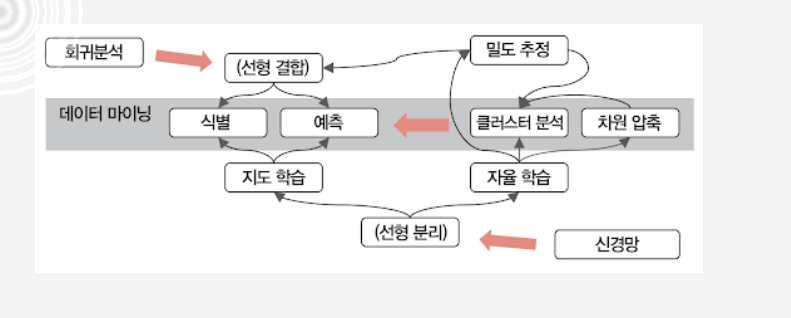 회귀분석
(선형 결합)
밀도 추정
데이터 마이닝
식별
예측
클러스터 분석
차원 압축
지도 학습
자율 학습
(선형 분리)
신경망